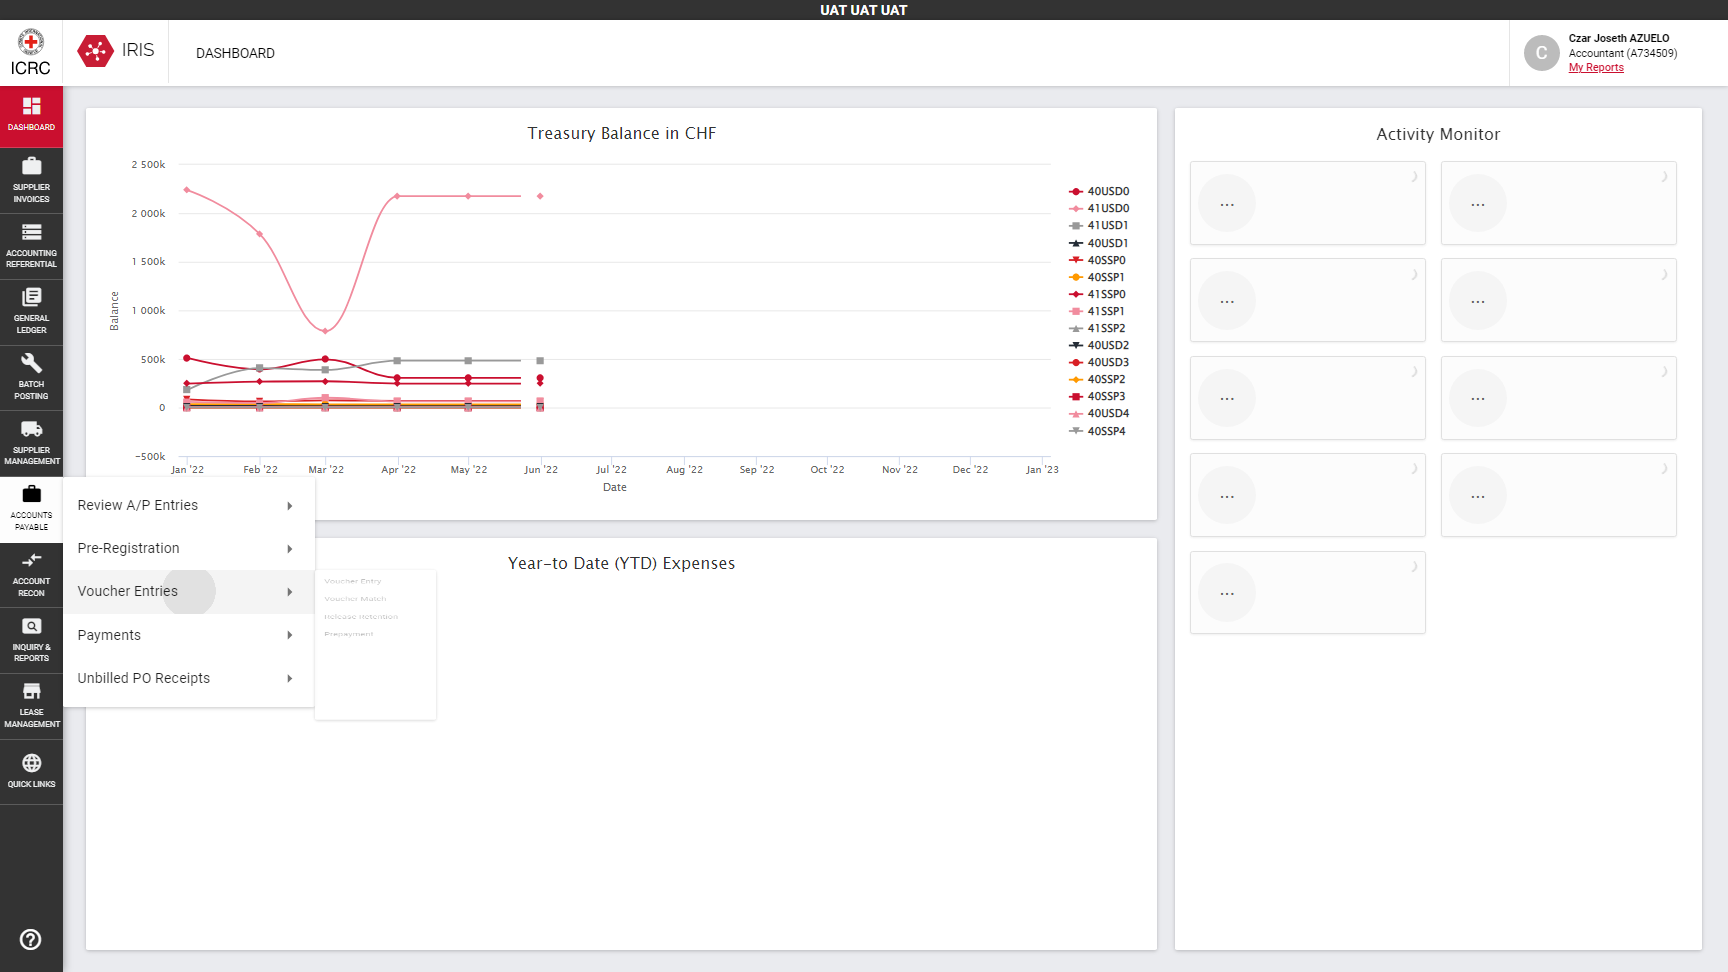 UAT UAT UAT
ICRC
IRIS
DASHBOARD
C
Czar Joseth AZUELO
Accountant (A734509)
My Reports
DASHBOARD
SUPPLIER
INVOICES
ACCOUNTING
REFERENTIAL
GENERAL
LEDGER
BATCH
POSTING
SUPPLIER
MANAGEMENT
ACCOUNTS
PAYABLE
ACCOUNT
RECON
INQUIRY &
REPORTS
LEASE
MANAGEMENT
QUICK LINKS
Treasury Balance in CHF
Balance
2 500k
2 000k
1 500k
1 000k
500k
0
−500k
Jan '22 Feb '22 Mar '22 Apr '22 May '22 Jun '22 Jul '22 Aug '22 Sep '22 Oct '22 Nov '22 Dec '22 Jan '23
Date
40USD0
41USD0
41USD1
40USD1
40SSP0
40SSP1
41SSP0
41SSP1
41SSP2
40USD2
40USD3
40SSP2
40SSP3
40USD4
40SSP4
Review A/P Entries
Pre-Registration
Voucher Entries
Payments
Unbilled PO Receipts
Voucher Entry
Voucher Match
Release Retention
Prepayment
Year-to Date (YTD) Expenses
Activity Monitor
... ...
... ...
... ...
... ...
...